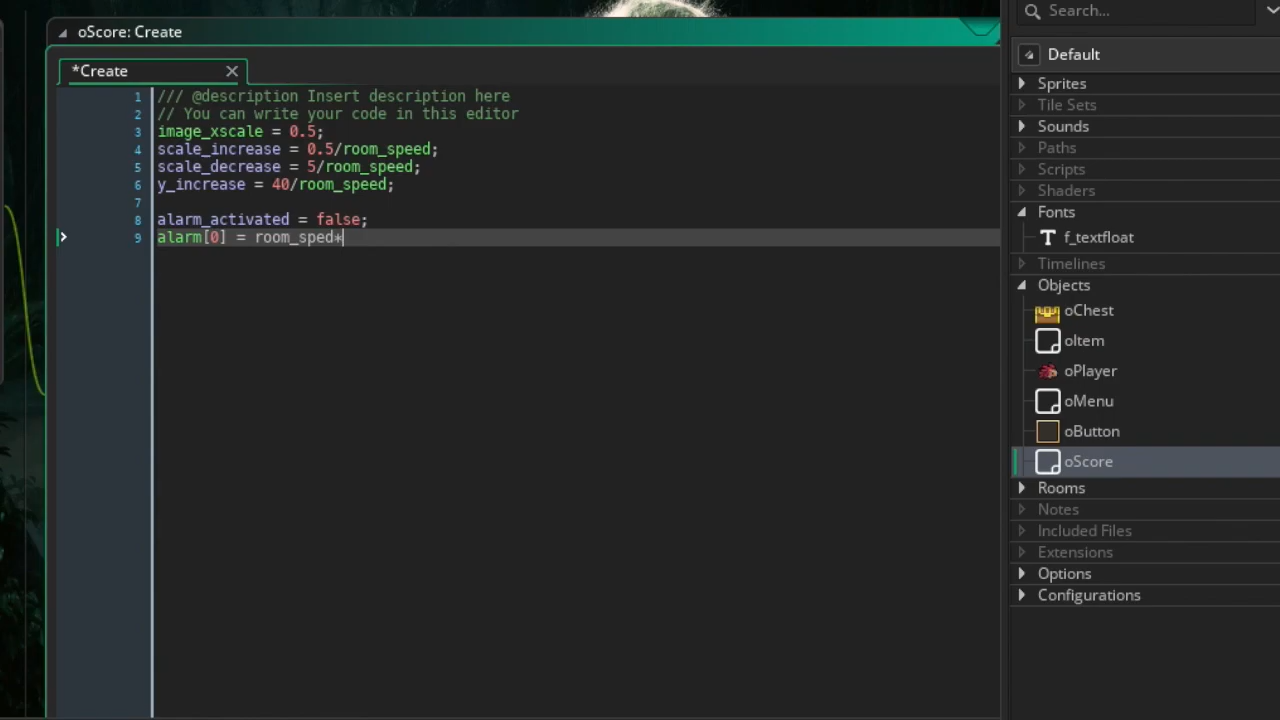 oScore: Create
*Create
1 /// @description Insert description here
2 // You can write your code in this editor
3 image_xscale = 0.5;
4 scale_increase = 0.5/room_speed;
5 scale_decrease = 5/room_speed;
6 y_increase = 40/room_speed;
7
8 alarm_activated = false;
9 alarm[0] = room_sped*
Search...
Default
Sprites
Tile Sets
Sounds
Paths
Scripts
Shaders
Fonts
T f_textfloat
Timelines
Objects
oChest
oItem
oPlayer
oMenu
oButton
oScore
Rooms
Notes
Included Files
Extensions
Options
Configurations